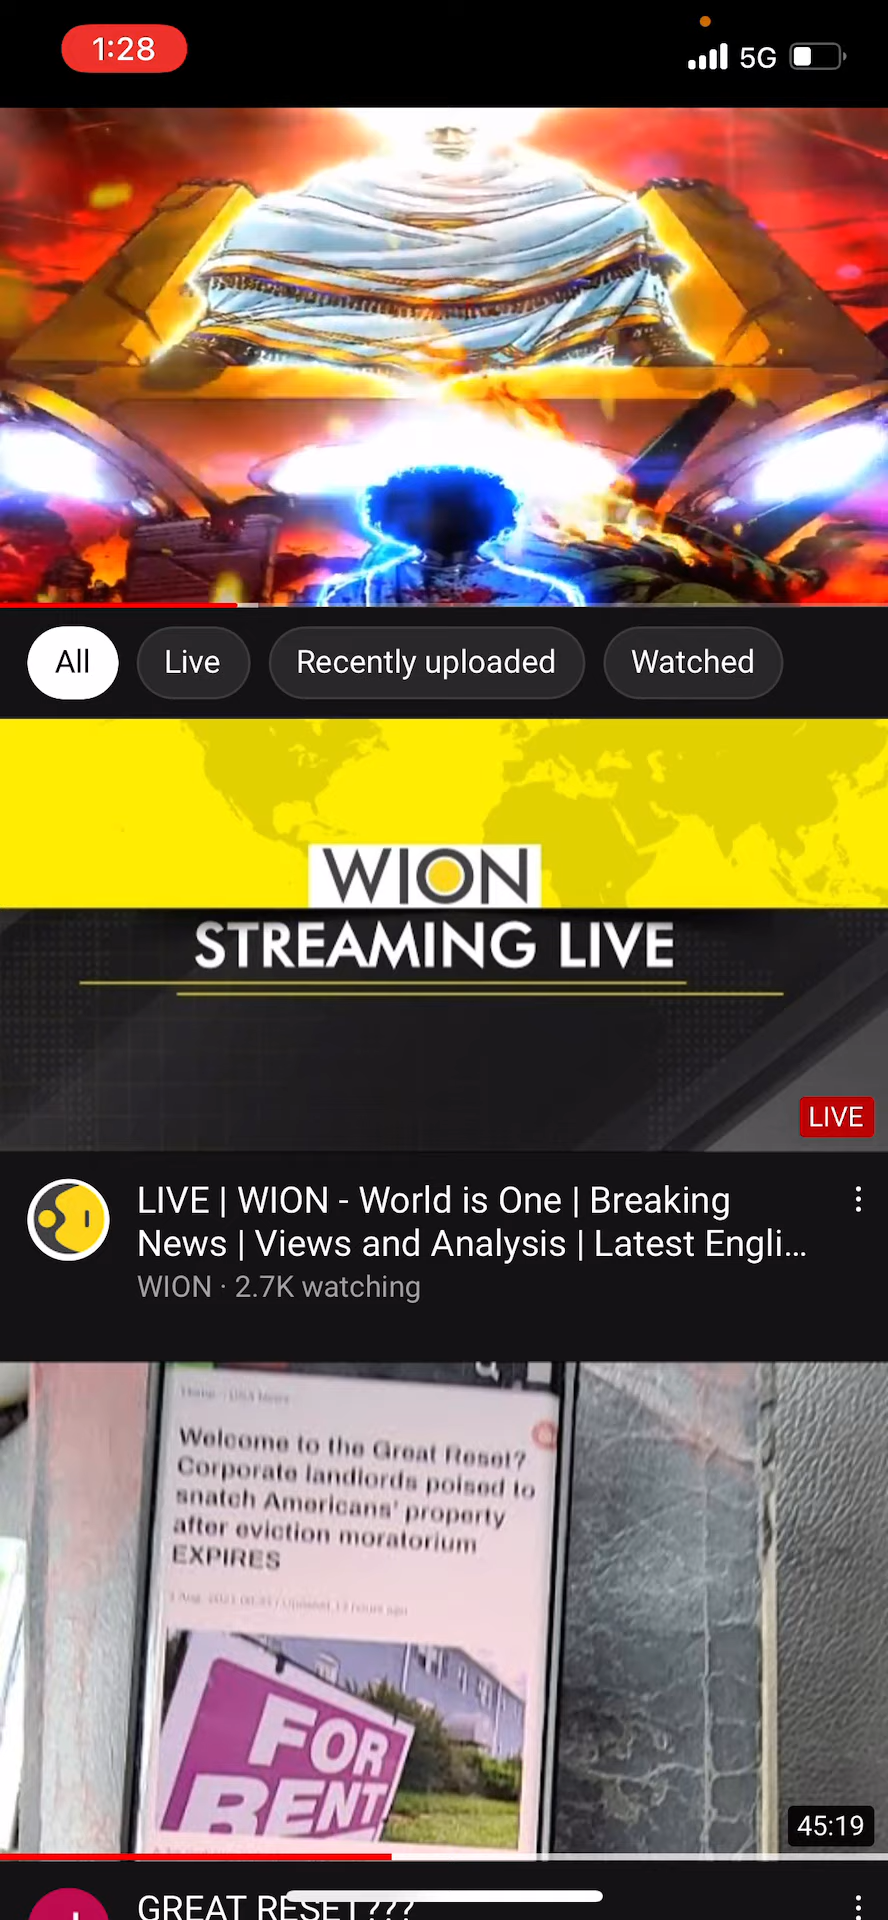 1:28
5G
All
Live
Recently uploaded
Watched
WION
STREAMING LIVE
LIVE
LIVE | WION - World is One | Breaking
News | Views and Analysis | Latest Engli...
WION · 2.7K watching
Welcome to the Great Reset?
Corporate landlords poised to
snatch Americans' property
after eviction moratorium
EXPIRES
FOR
RENT
45:19
GREAT RESET???